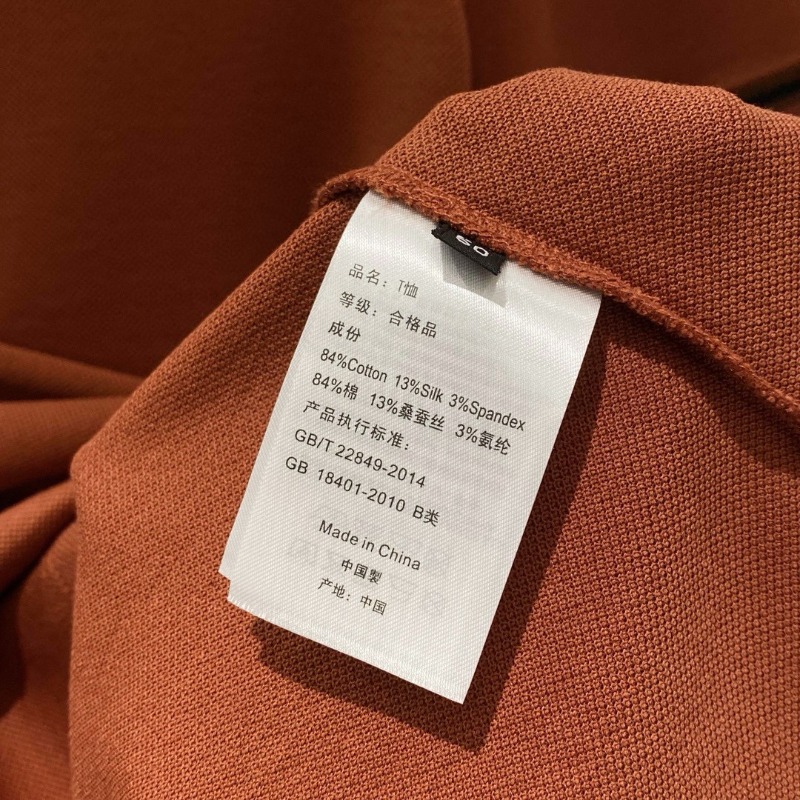 60
品名：T恤
等级：合格品
成份
84%Cotton 13%Silk 3%Spandex
84%棉 13%桑蚕丝 3%氨纶
产品执行标准：
GB/T 22849-2014
GB 18401-2010 B类
Made in China
中国製
产地：中国